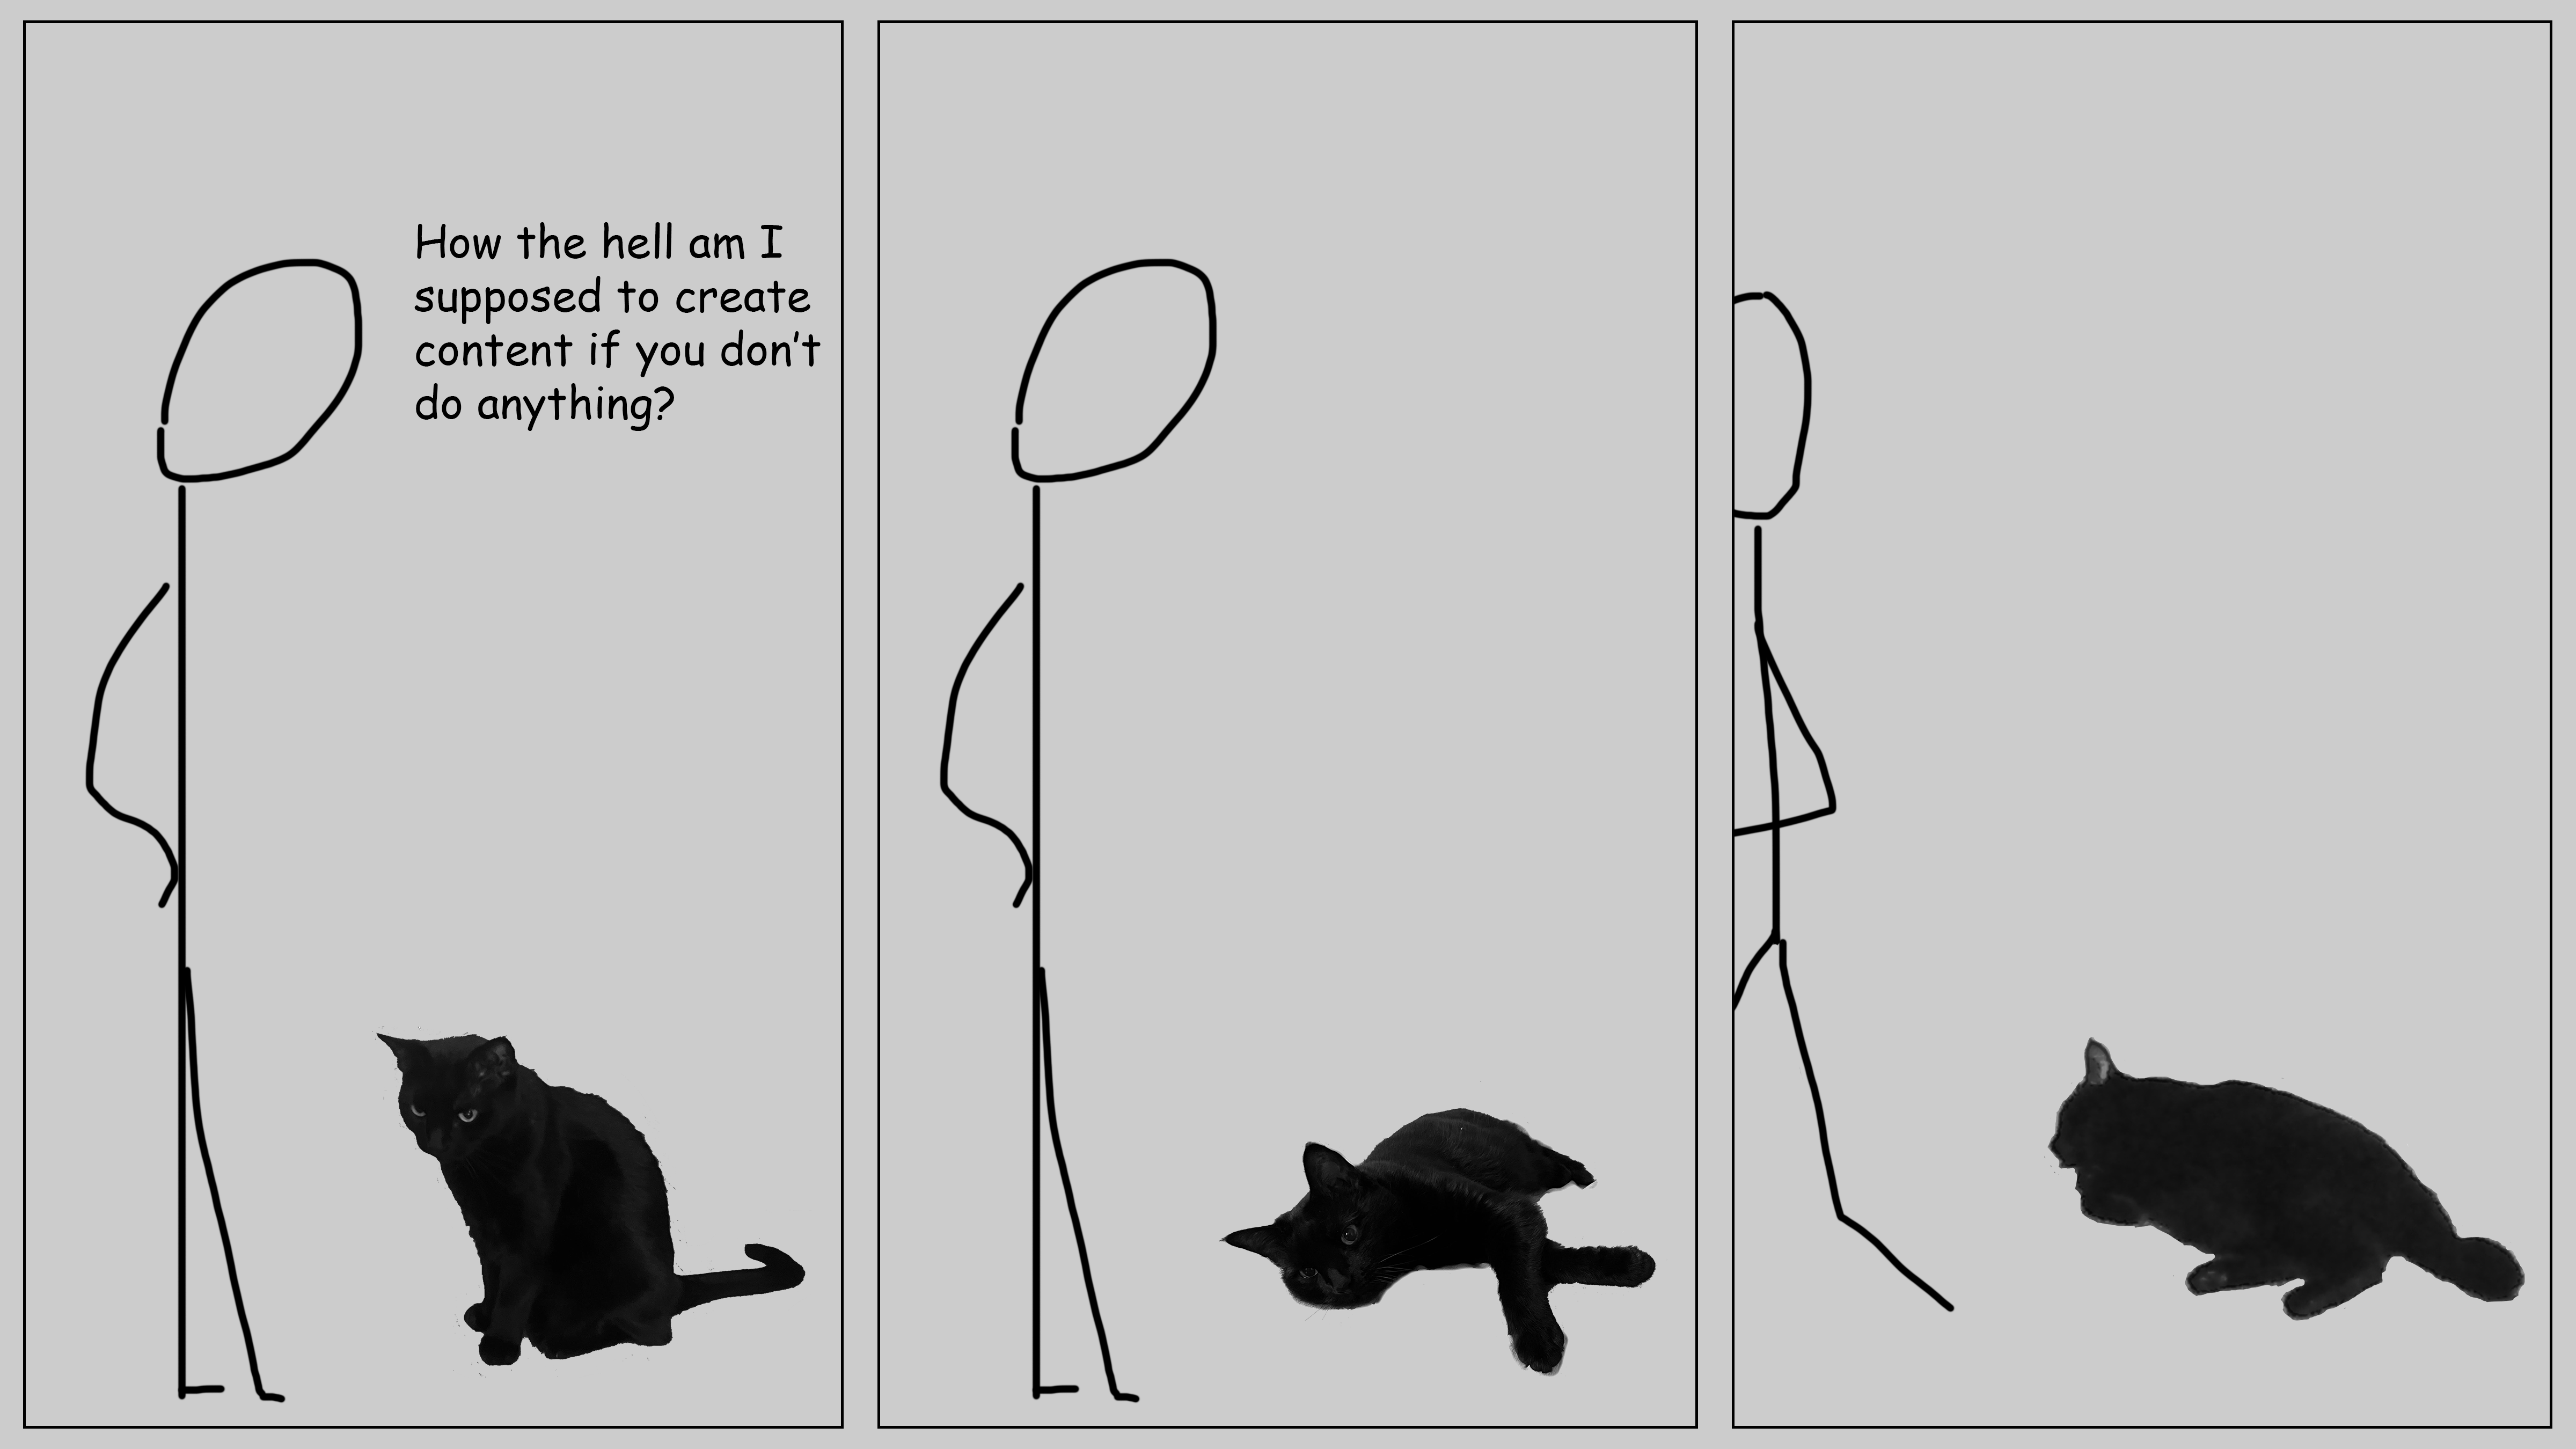 How the hell am I
supposed to create
content if you don't
do anything?